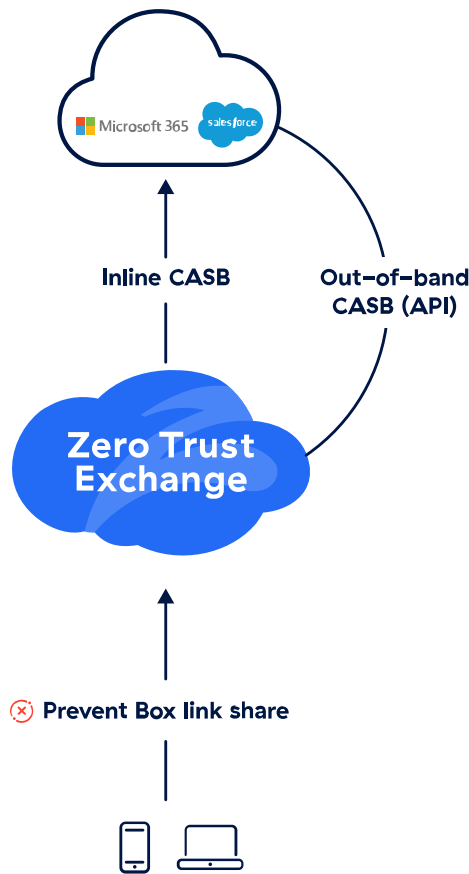 Microsoft 365
salesforce
Inline CASB
Out-of-band
CASB (API)
Zero Trust
Exchange
Prevent Box link share